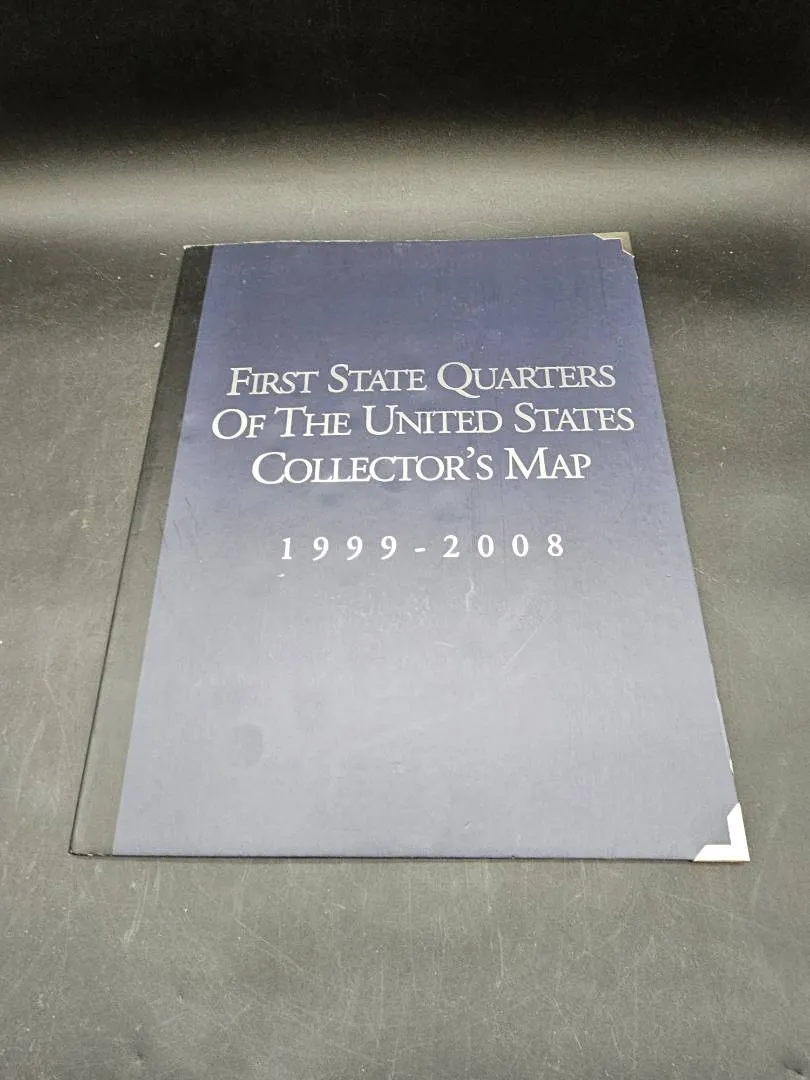 First State Quarters
Of The United States
Collector's Map
1999-2008